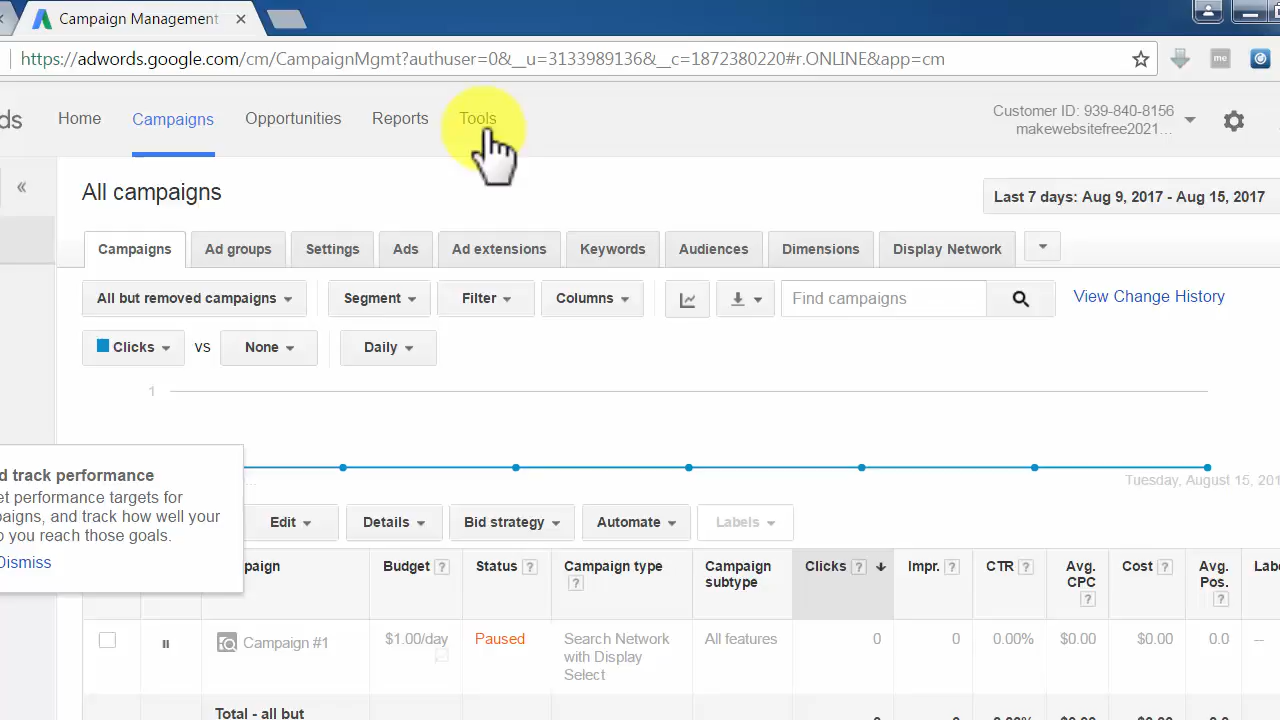 Campaign Management
https://adwords.google.com/cm/CampaignMgmt?authuser=0&__u=3133989136&__c=1872380220#r.ONLINE&app=cm
me
ds Home Campaigns Opportunities Reports Tools
Customer ID: 939-840-8156
makewebsitefree2021...
«
All campaigns
Last 7 days: Aug 9, 2017 - Aug 15, 2017
Campaigns Ad groups Settings Ads Ad extensions Keywords Audiences Dimensions Display Network
All but removed campaigns Segment Filter Columns Find campaigns View Change History
Clicks vs None Daily
1
Tuesday, August 15, 201
d track performance
et performance targets for
paigns, and track how well your
o you reach those goals.
Dismiss
Edit Details Bid strategy Automate Labels
paign Budget ? Status ? Campaign type ? Campaign subtype Clicks ? Impr. ? CTR ? Avg. CPC ? Cost ? Avg. Pos. ? Labe
Campaign #1 $1.00/day Paused Search Network with Display Select All features 0 0 0.00% $0.00 $0.00 0.0 --
Total - all but